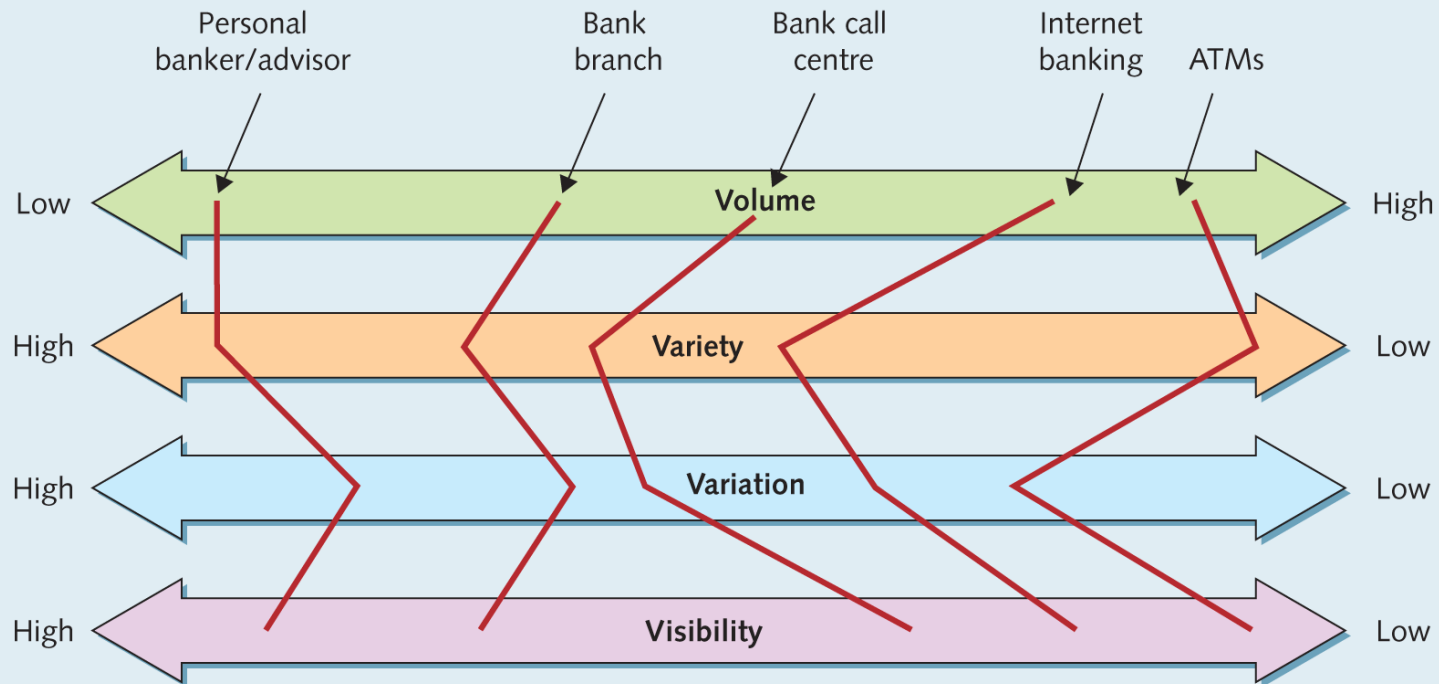 Personal
banker/advisor
Bank
branch
Bank call
centre
Internet
banking
ATMs
Low
Volume
High
High
Variety
Low
High
Variation
Low
High
Visibility
Low